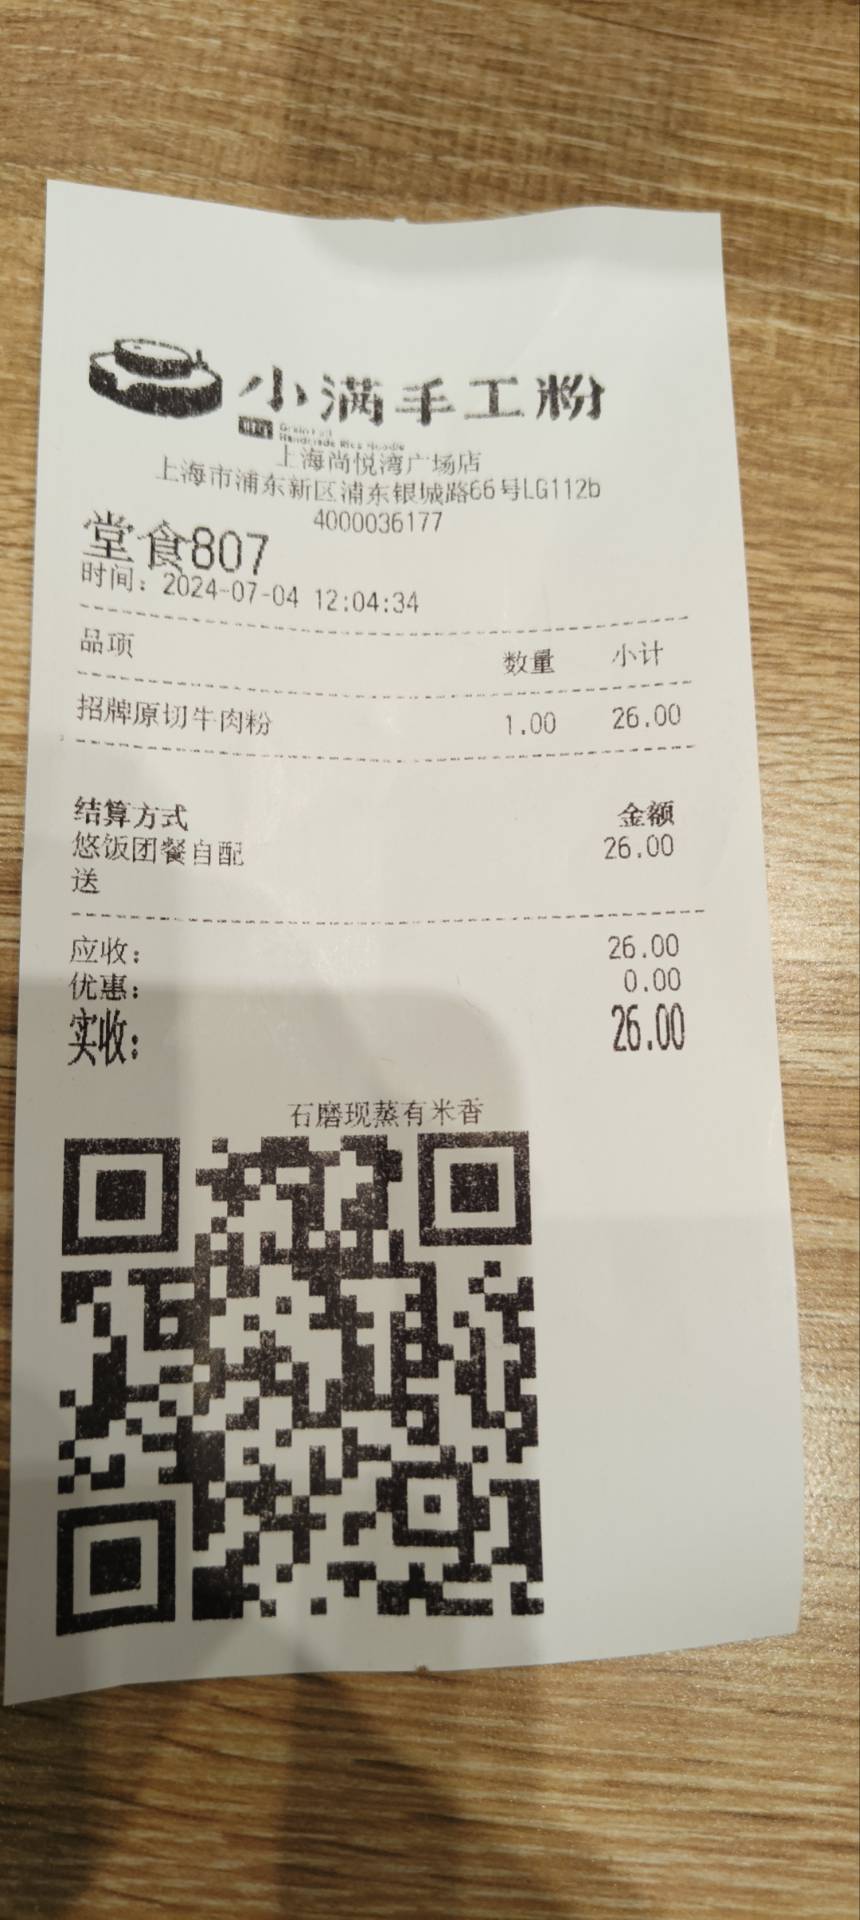 小满手工粉
Handmade Rice Noodle
上海尚悦湾广场店
上海市浦东新区浦东银城路66号LG112b
4000036177
堂食807
时间：2024-07-04 12:04:34
品项 数量 小计
招牌原切牛肉粉 1.00 26.00
结算方式 金额
悠饭团餐自配 26.00
送
应收： 26.00
优惠： 0.00
实收： 26.00
石磨现蒸有米香